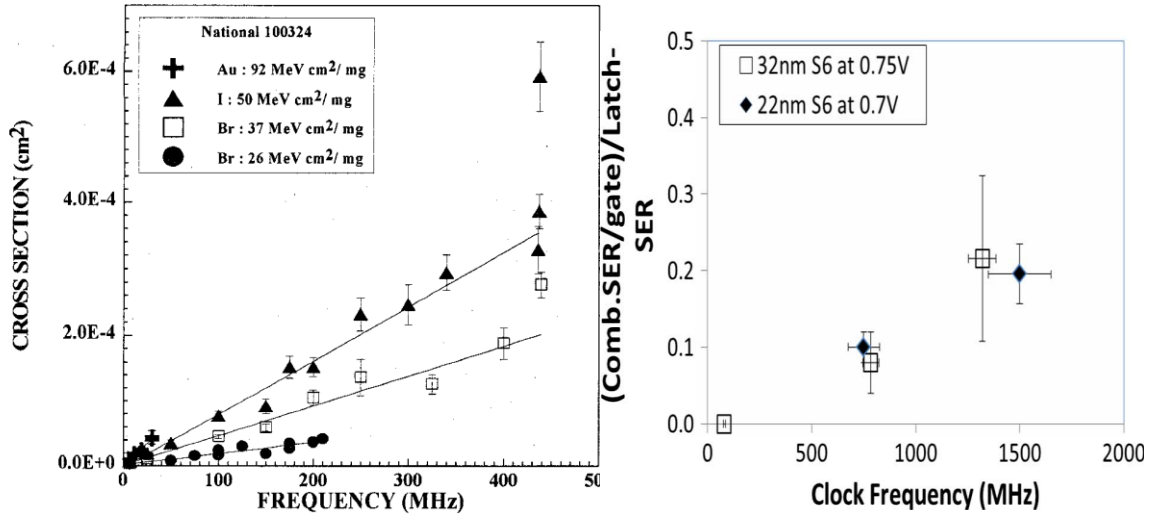 National 100324
Au : 92 MeV cm2/ mg
I : 50 MeV cm2/ mg
Br : 37 MeV cm2/ mg
Br : 26 MeV cm2/ mg
6.0E-4
4.0E-4
2.0E-4
0.0E+0
0
100
200
300
400
50
CROSS SECTION (cm2)
FREQUENCY (MHz)
(Comb.SER/gate)/Latch-
SER
32nm S6 at 0.75V
22nm S6 at 0.7V
0.5
0.4
0.3
0.2
0.1
0.0
0
500
1000
1500
2000
Clock Frequency (MHz)